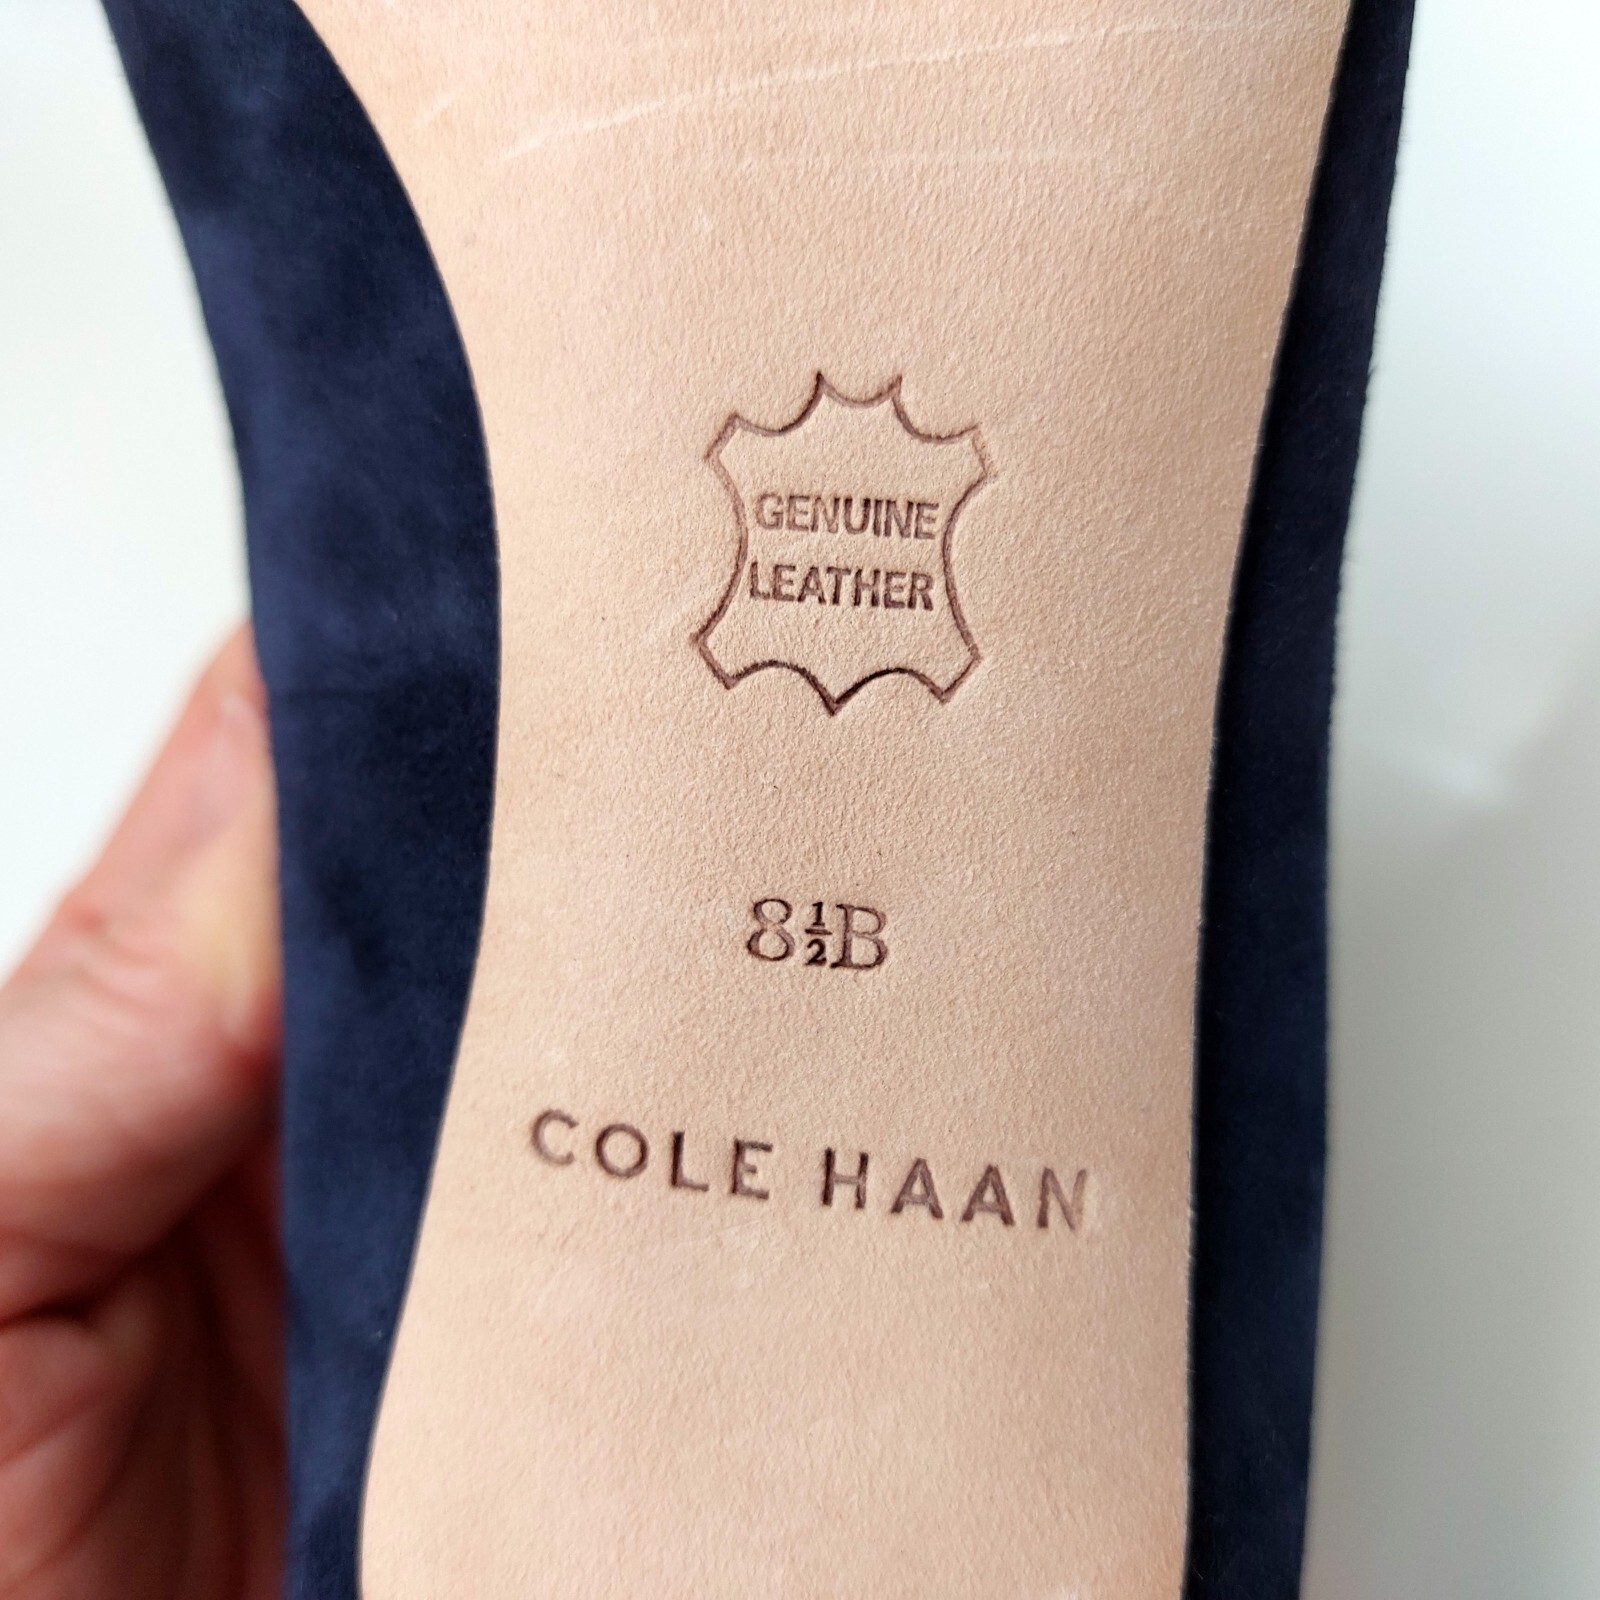 GENUINE
LEATHER
8½B
COLE HAAN